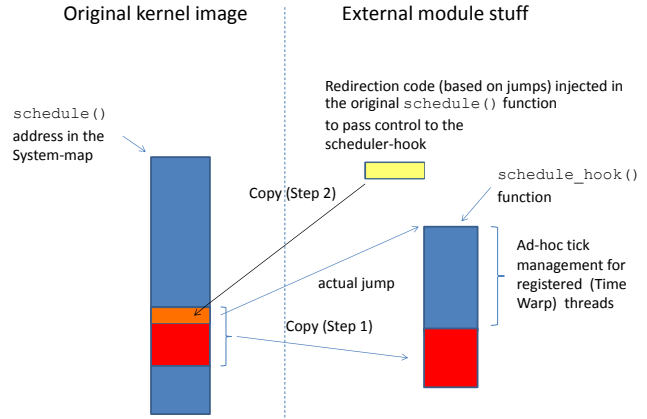 Original kernel image
External module stuff
Redirection code (based on jumps) injected in
the original schedule() function
to pass control to the
scheduler-hook
schedule()
address in the
System-map
schedule_hook()
function
Copy (Step 2)
Ad-hoc tick
management for
registered (Time
Warp) threads
actual jump
Copy (Step 1)